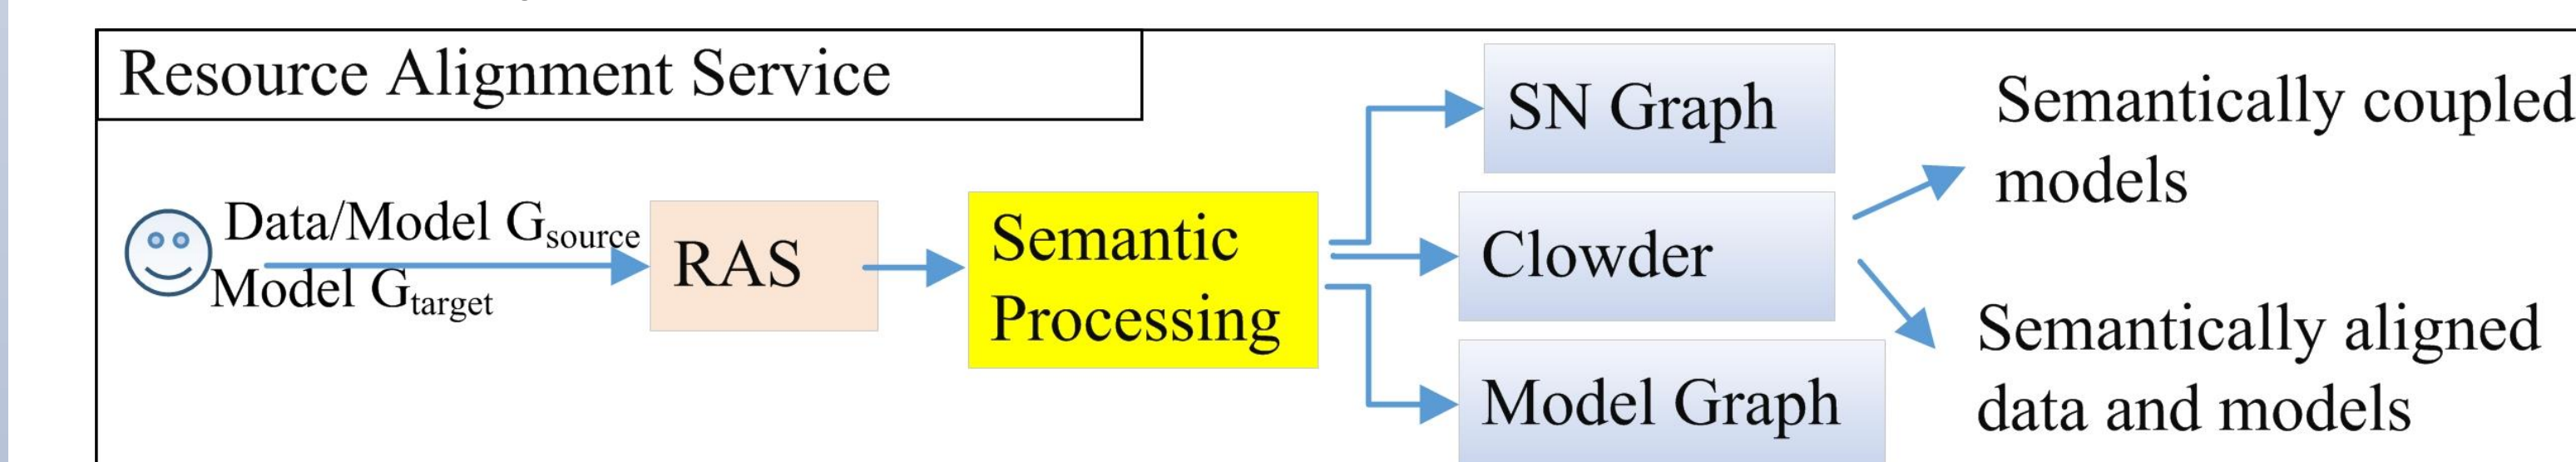 Resource Alignment Service
Data/Model Gsource
Model Gtarget
RAS
Semantic
Processing
SN Graph
Clowder
Model Graph
Semantically coupled
models
Semantically aligned
data and models